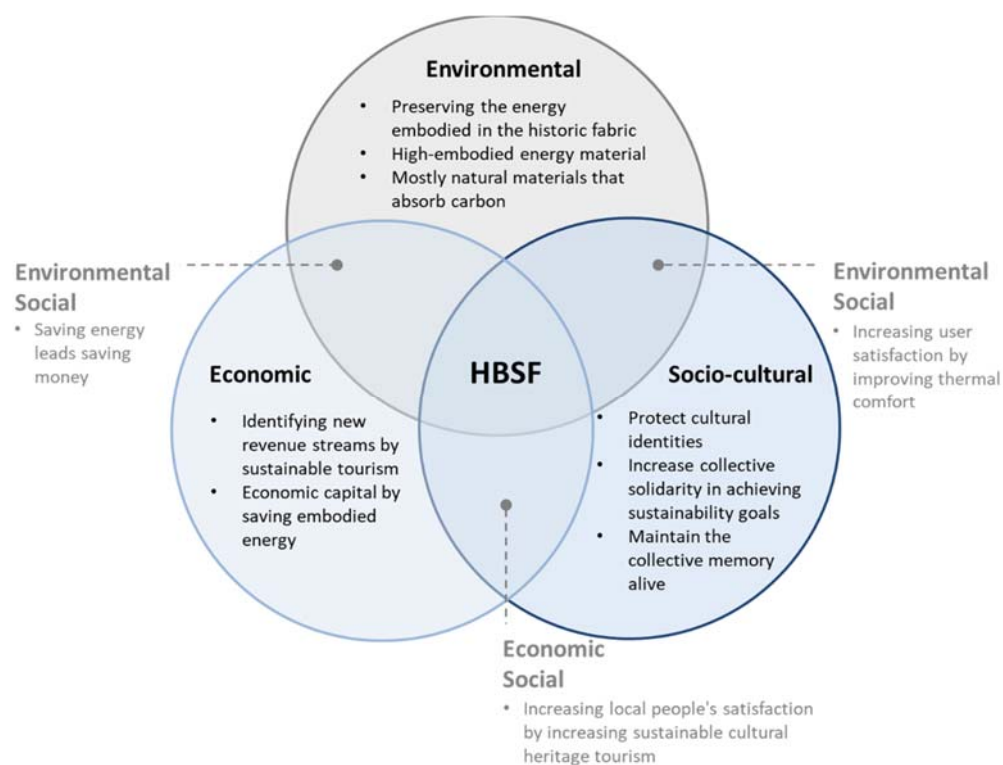 Environmental
• Preserving the energy
embodied in the historic fabric
• High-embodied energy material
• Mostly natural materials that
absorb carbon
Environmental
Social
• Saving energy
leads saving
money
Environmental
Social
• Increasing user
satisfaction by
improving thermal
comfort
Economic
• Identifying new
revenue streams by
sustainable tourism
• Economic capital by
saving embodied
energy
HBSF
Socio-cultural
• Protect cultural
identities
• Increase collective
solidarity in achieving
sustainability goals
• Maintain the
collective memory
alive
Economic
Social
• Increasing local people's satisfaction
by increasing sustainable cultural
heritage tourism